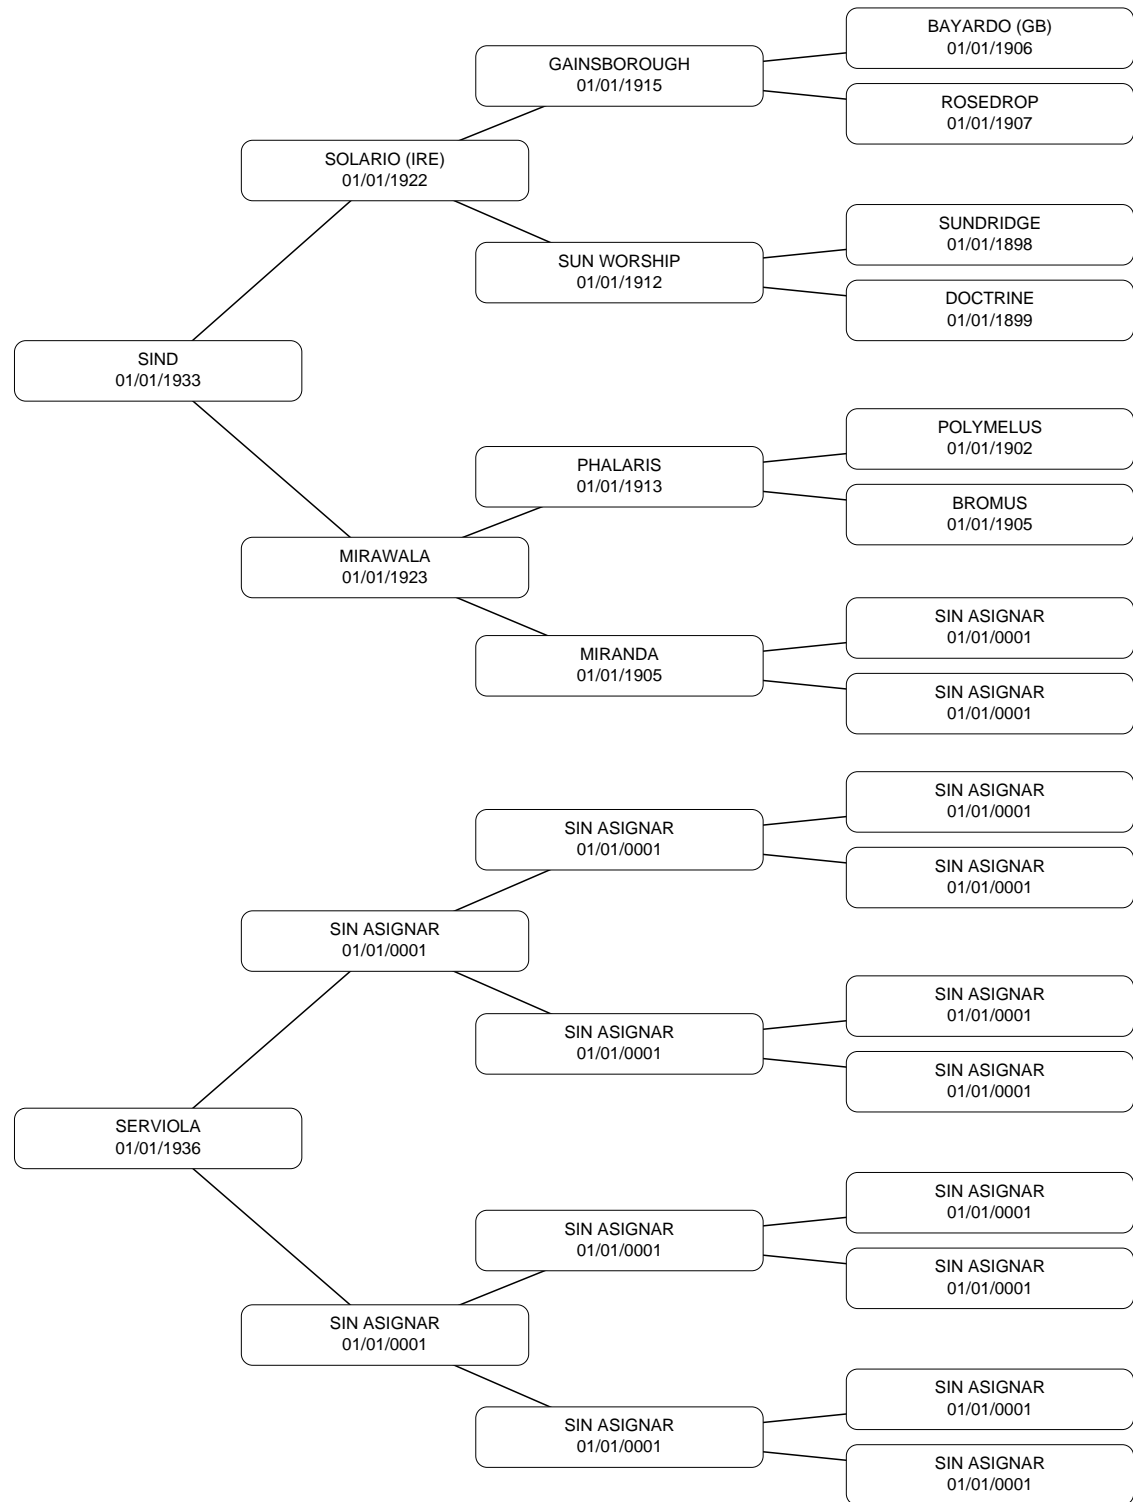 BAYARDO (GB)
01/01/1906
GAINSBOROUGH
01/01/1915
ROSEDROP
01/01/1907
SOLARIO (IRE)
01/01/1922
SUNDRIDGE
01/01/1898
SUN WORSHIP
01/01/1912
DOCTRINE
01/01/1899
SIND
01/01/1933
POLYMELUS
01/01/1902
PHALARIS
01/01/1913
BROMUS
01/01/1905
MIRAWALA
01/01/1923
SIN ASIGNAR
01/01/0001
MIRANDA
01/01/1905
SIN ASIGNAR
01/01/0001
SIN ASIGNAR
01/01/0001
SIN ASIGNAR
01/01/0001
SIN ASIGNAR
01/01/0001
SIN ASIGNAR
01/01/0001
SIN ASIGNAR
01/01/0001
SIN ASIGNAR
01/01/0001
SIN ASIGNAR
01/01/0001
SERVIOLA
01/01/1936
SIN ASIGNAR
01/01/0001
SIN ASIGNAR
01/01/0001
SIN ASIGNAR
01/01/0001
SIN ASIGNAR
01/01/0001
SIN ASIGNAR
01/01/0001
SIN ASIGNAR
01/01/0001
SIN ASIGNAR
01/01/0001